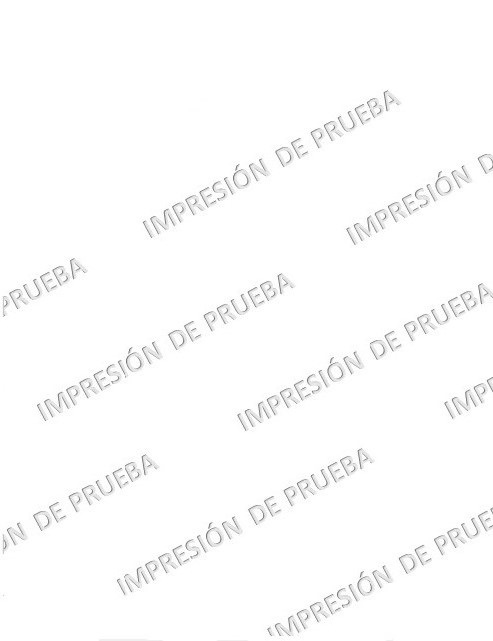 IMPRESIÓN DE PRUEBA
IMPRESIÓN D
PRUEBA
IMPRESIÓN DE PRUEBA
IMPRESIÓN DE PRUEBA
IMPR
ÓN DE PRUEBA
IMPRESIÓN DE PRUEBA
IMPRESIÓN DE PRUE